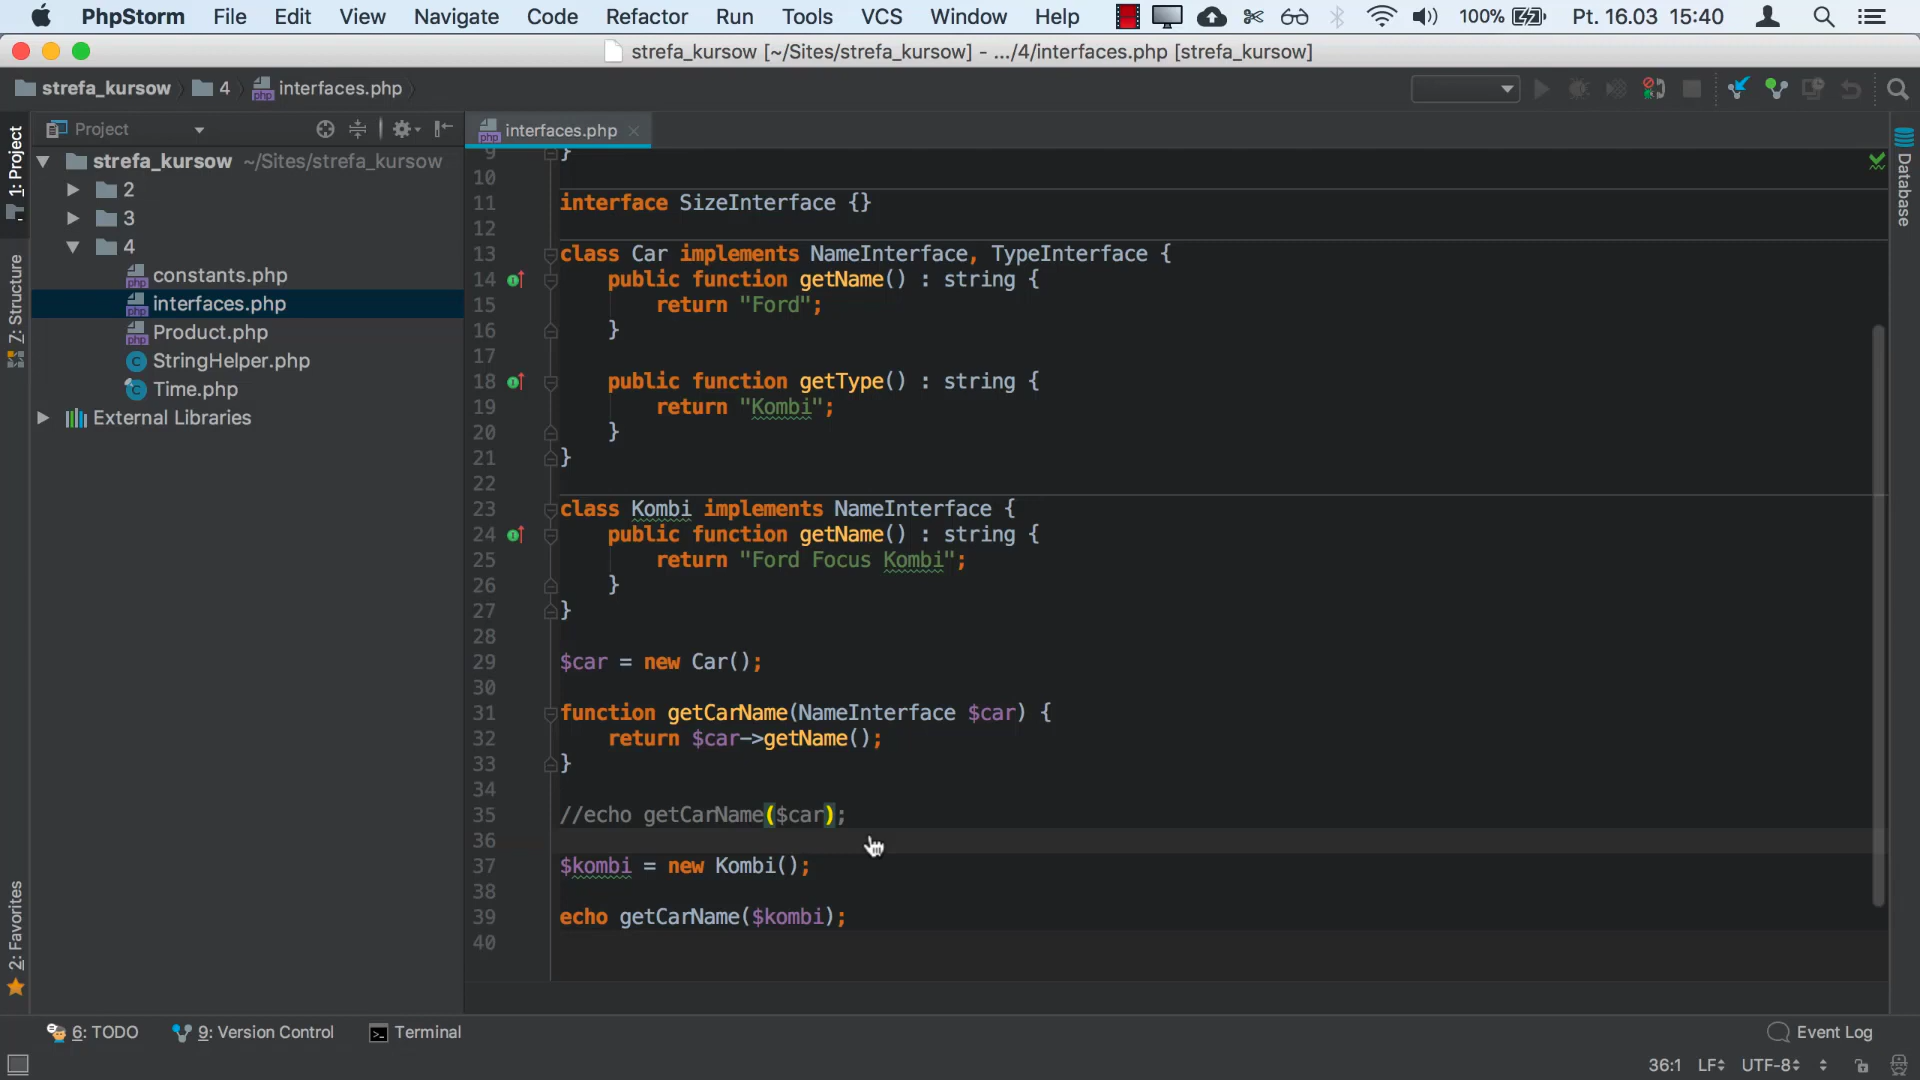 PhpStorm File Edit View Navigate Code Refactor Run Tools VCS Window Help 100% Pt. 16.03 15:40
strefa_kursow [~/Sites/strefa_kursow] - .../4/interfaces.php [strefa_kursow]
strefa_kursow 4 interfaces.php
Project
interfaces.php
1: Project
Z: Structure
2: Favorites
Database
strefa_kursow ~/Sites/strefa_kursow
2
3
4
constants.php
interfaces.php
Product.php
StringHelper.php
Time.php
External Libraries
9 }
10
11 interface SizeInterface {}
12
13 class Car implements NameInterface, TypeInterface {
14 public function getName() : string {
15 return "Ford";
16 }
17
18 public function getType() : string {
19 return "Kombi";
20 }
21 }
22
23 class Kombi implements NameInterface {
24 public function getName() : string {
25 return "Ford Focus Kombi";
26 }
27 }
28
29 $car = new Car();
30
31 function getCarName(NameInterface $car) {
32 return $car->getName();
33 }
34
35 //echo getCarName($car);
36
37 $kombi = new Kombi();
38
39 echo getCarName($kombi);
40
6: TODO 9: Version Control Terminal Event Log
36:1 LF UTF-8